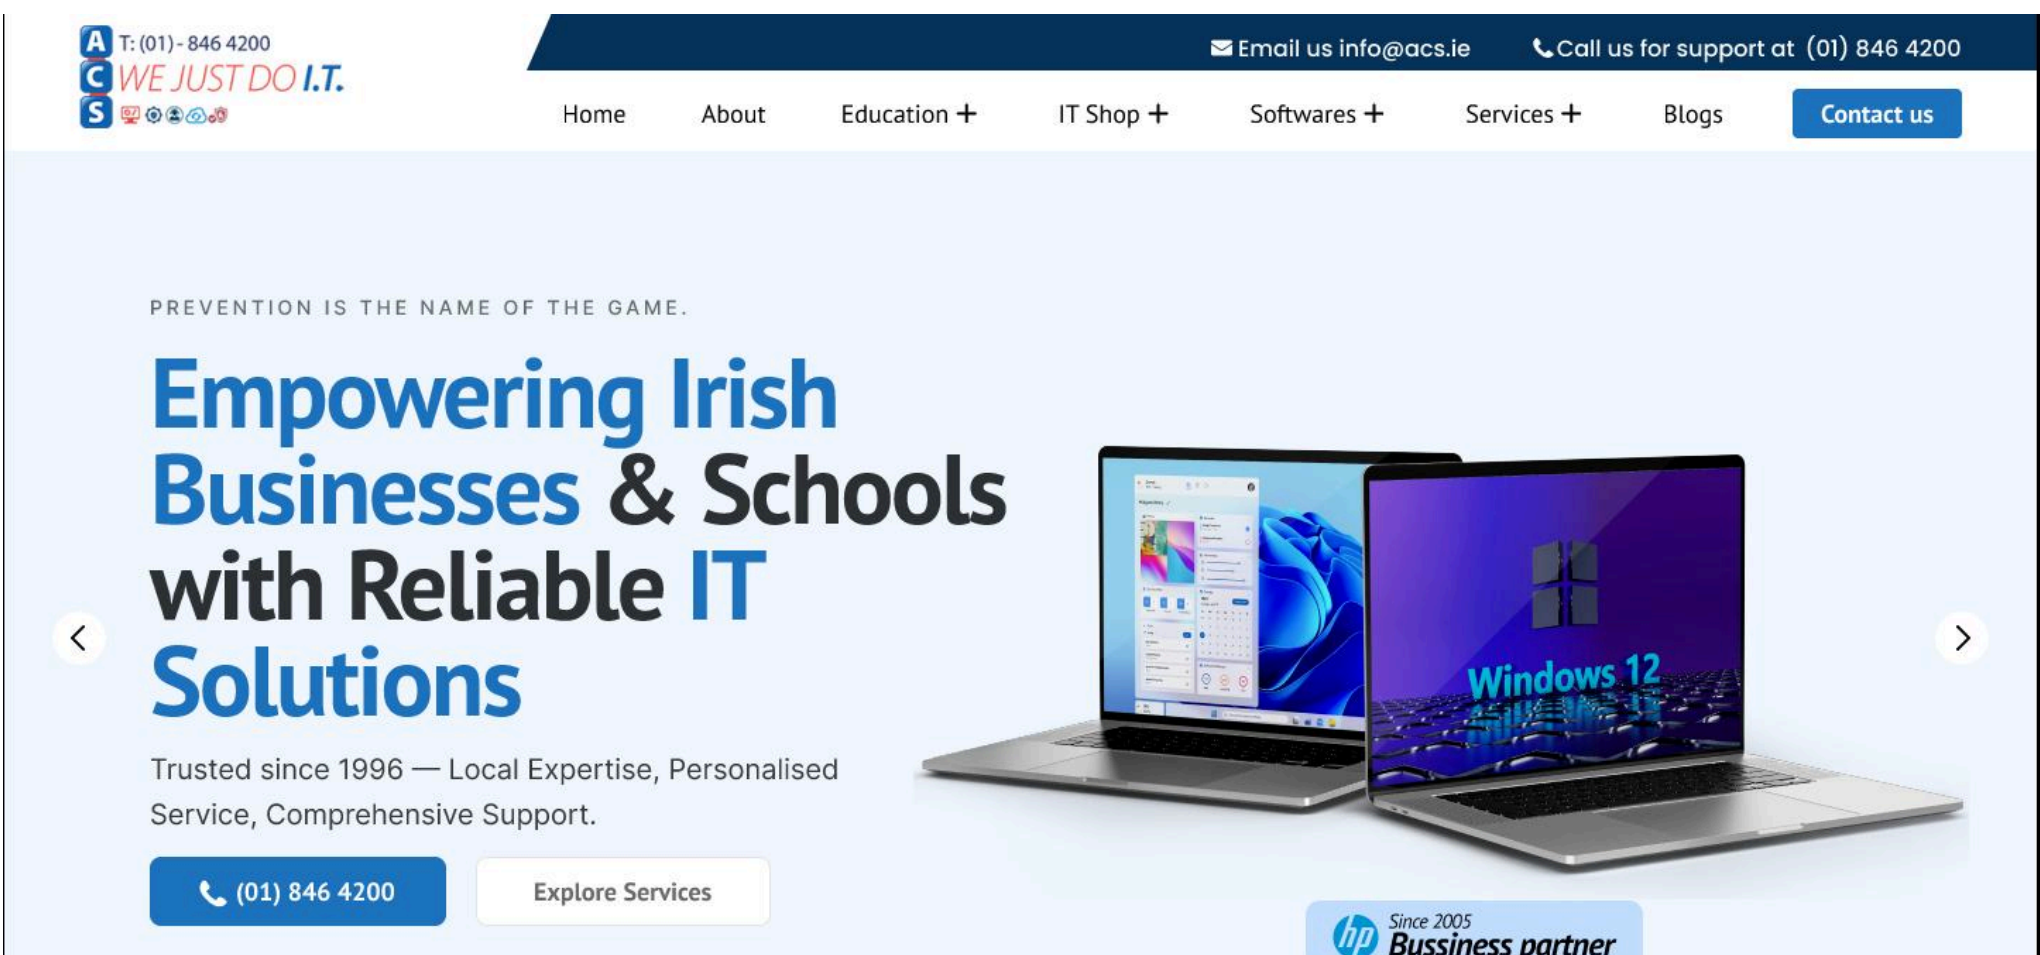 A T: (01) - 846 4200
C WE JUST DO I.T.
S
Email us info@acs.ie
Call us for support at (01) 846 4200
Home
About
Education +
IT Shop +
Softwares +
Services +
Blogs
Contact us
PREVENTION IS THE NAME OF THE GAME.
Empowering Irish
Businesses & Schools
with Reliable IT
Solutions
Trusted since 1996 — Local Expertise, Personalised
Service, Comprehensive Support.
(01) 846 4200
Explore Services
Windows 12
hp
Since 2005
Bussiness partner